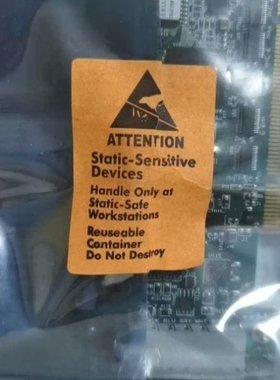 ATTENTION
Static-Sensitive
Devices
Handle Only at
Static-Safe
Workstations
Reuseable
Container
Do Not Destroy